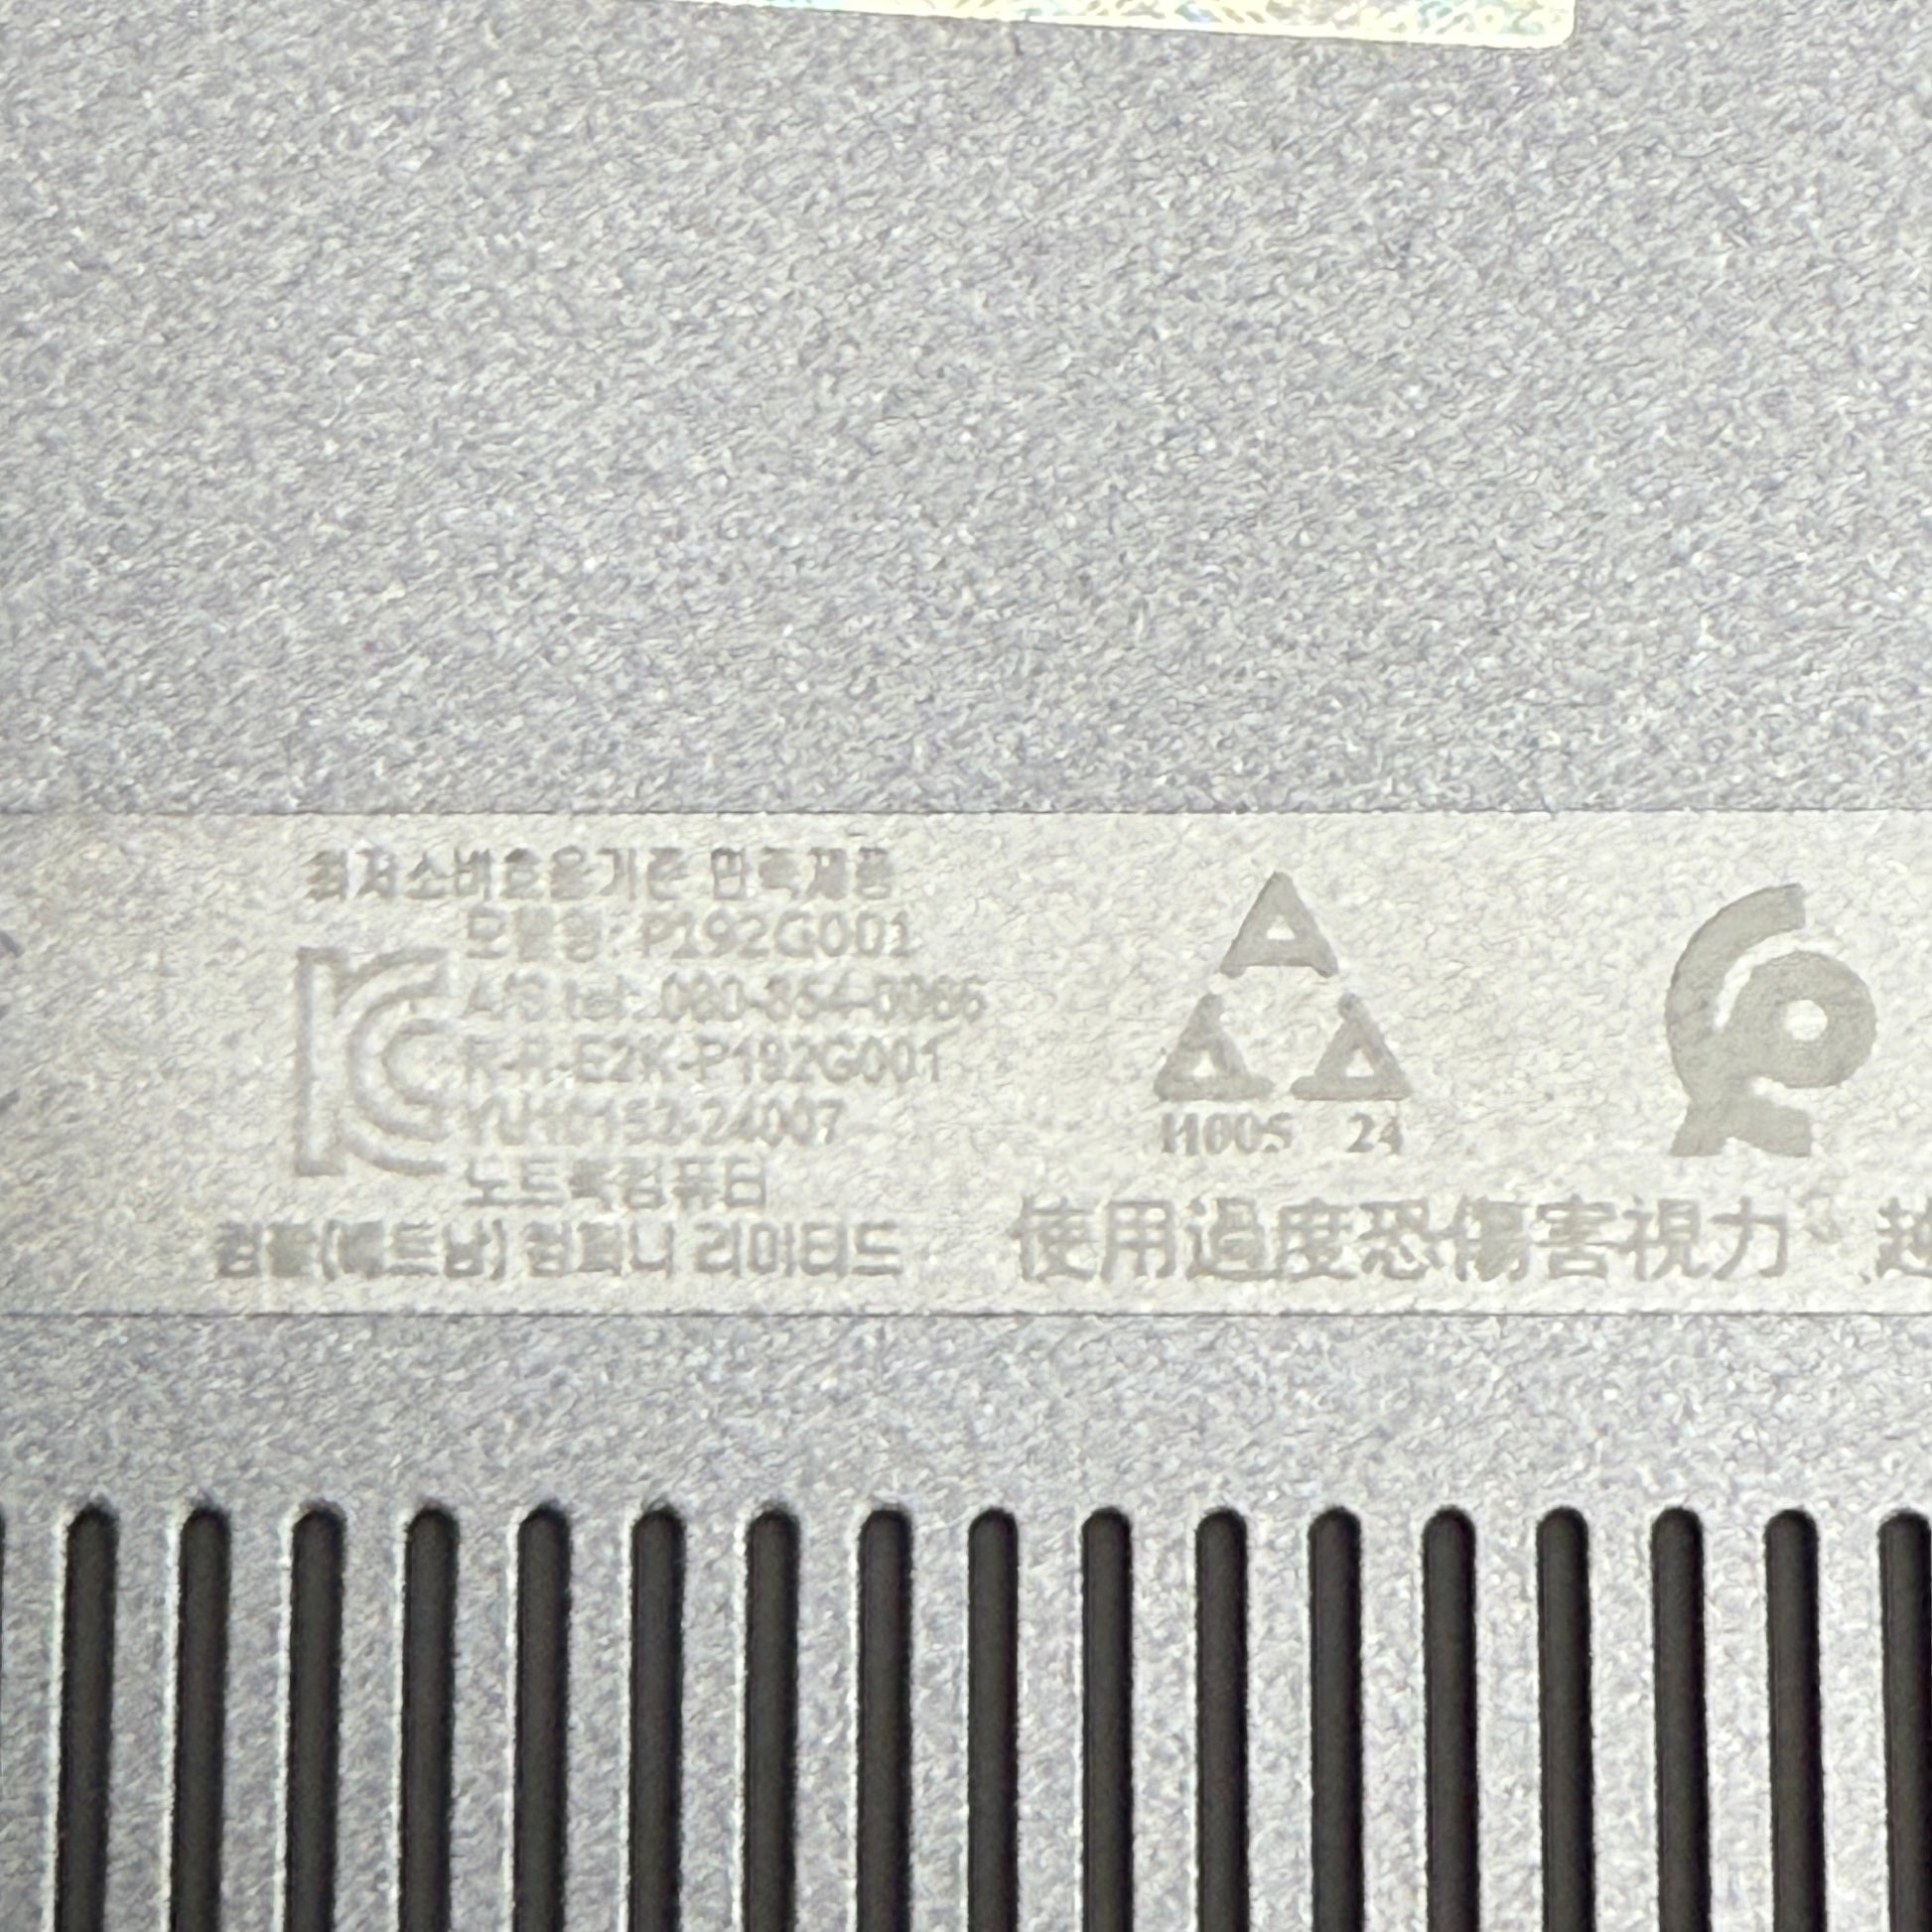 최저소비효율기준 만족제품
모델명: P192G001
A/S tel: 080-854-0066
R-R-E2K-P192G001
YU10152-24007
노트북컴퓨터
컴팔(베트남) 컴퍼니 리미티드
24
使用過度恐傷害視力